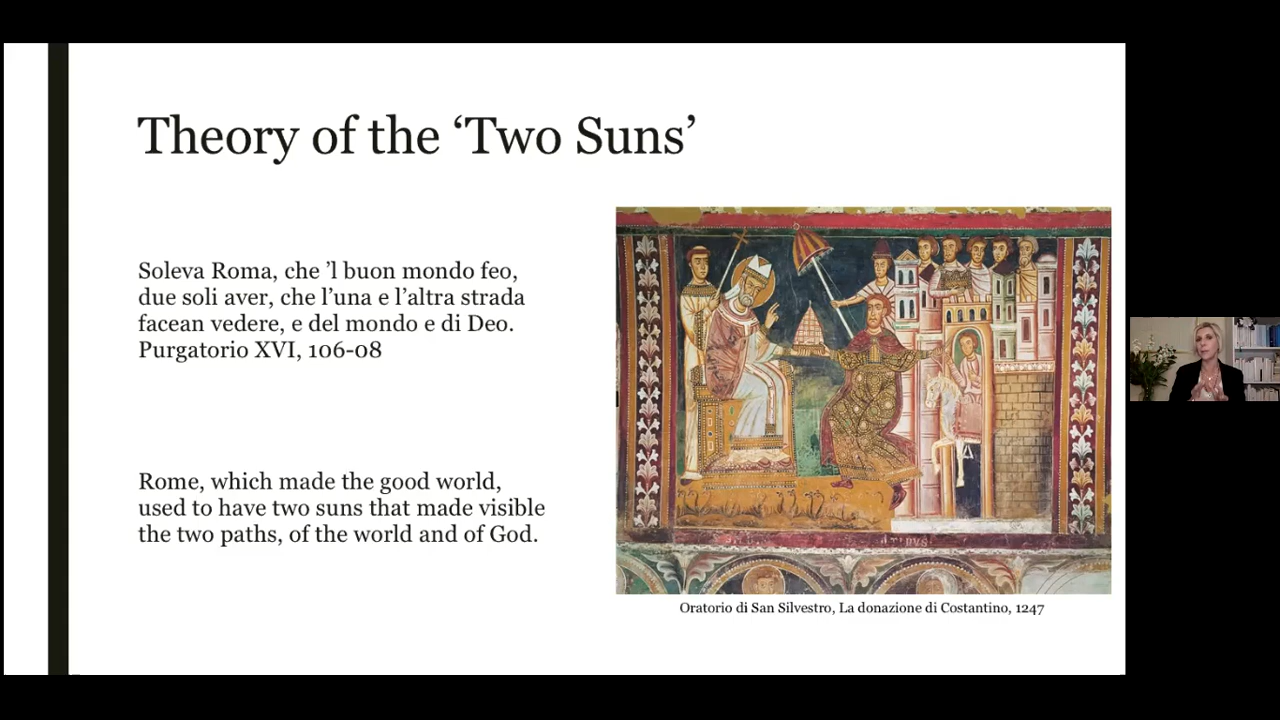 Theory of the ‘Two Suns’
Soleva Roma, che ’l buon mondo feo,
due soli aver, che l’una e l’altra strada
facean vedere, e del mondo e di Deo.
Purgatorio XVI, 106-08
Rome, which made the good world,
used to have two suns that made visible
the two paths, of the world and of God.
Oratorio di San Silvestro, La donazione di Costantino, 1247